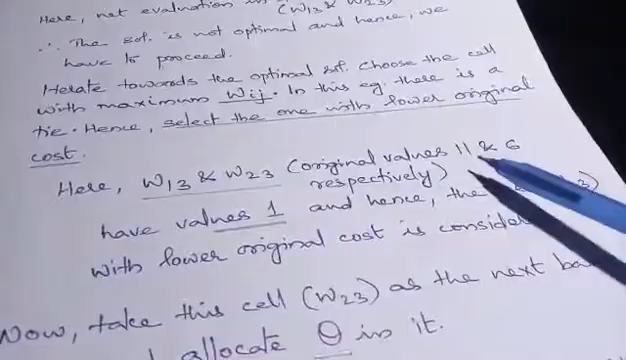 Here, net evaluation is (W13 & W23)
∴ The sol. is not optimal and hence, we
have to proceed.
Iterate towards the optimal sol. Choose the cell
with maximum Wij. In this eg. there is a
tie. Hence, select the one with lower original
cost.
Here, W13 & W23 (original values 11 & 6
respectively)
have values 1 and hence, the
with lower original cost is
Now, take this cell (W23) as the next
allocate θ in it.